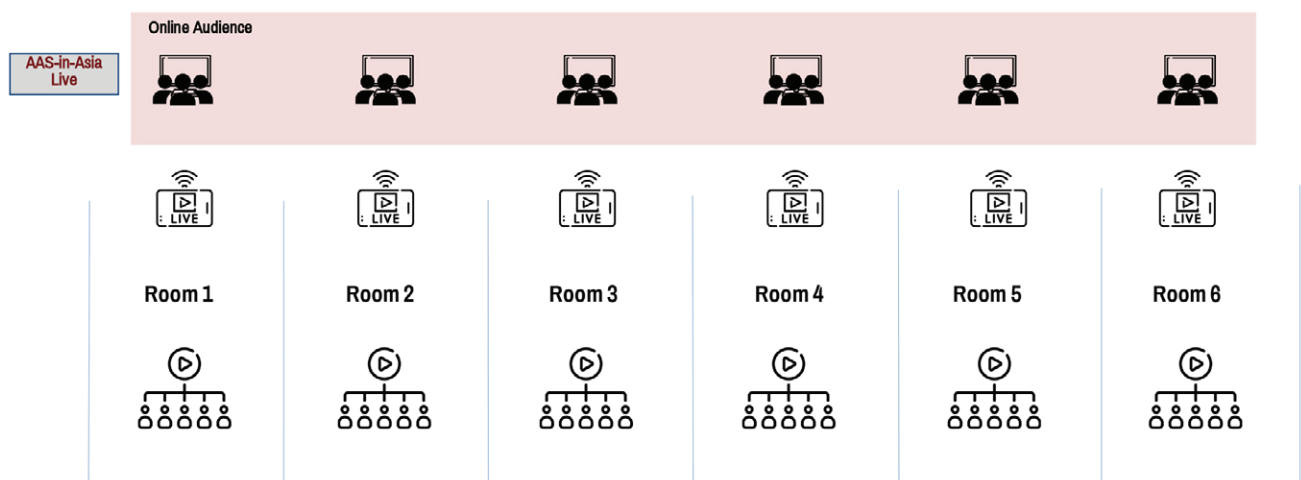 Online Audience
AAS-in-Asia
Live
LIVE
LIVE
LIVE
LIVE
LIVE
LIVE
Room 1
Room 2
Room 3
Room 4
Room 5
Room 6